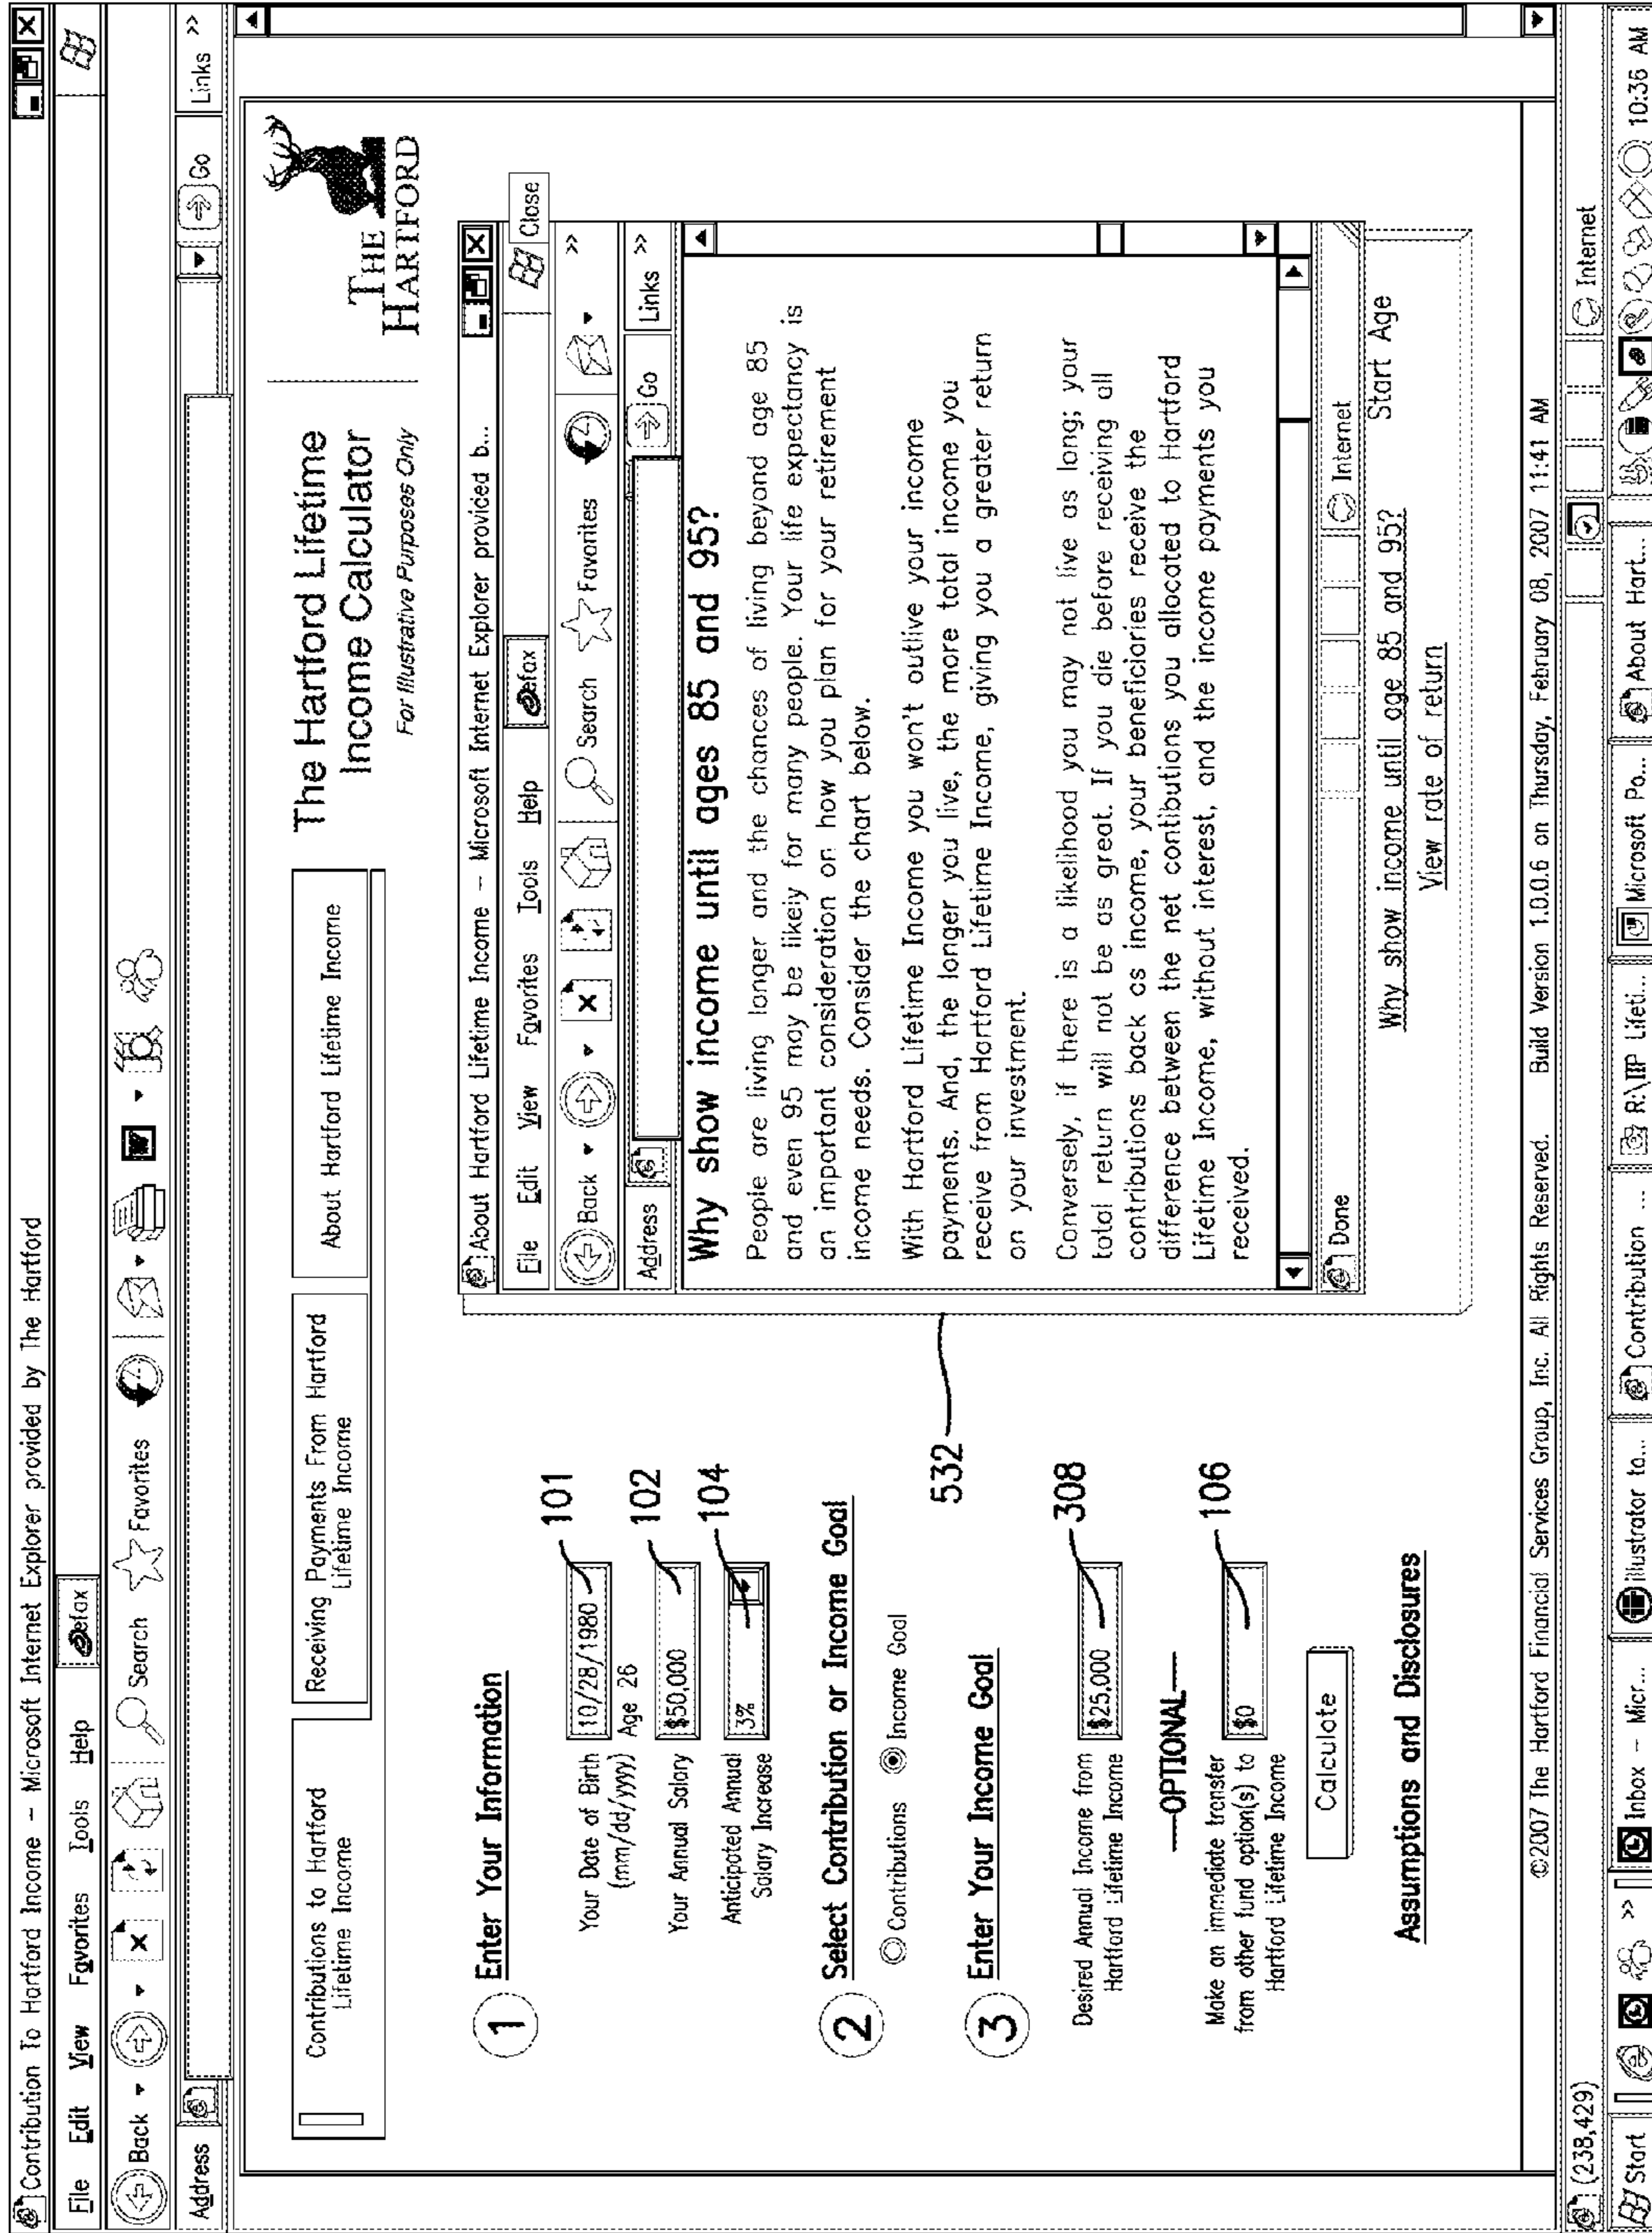 Contribution To Hartford Income – Microsoft Internet Explorer provided by The Hartford
File Edit View Favorites Tools Help
efax
Back
Search
Favorites
Address
Go
Links >>
Contributions to Hartford
Lifetime Income
Receiving Payments From Hartford
Lifetime Income
About Hartford Lifetime Income
The Hartford Lifetime
Income Calculator
For Illustrative Purposes Only
THE
HARTFORD
1 Enter Your Information
Your Date of Birth 10/28/1980
(mm/dd/yyyy) Age 26
101
Your Annual Salary $50,000
102
Anticipated Annual
Salary Increase
3%
104
2 Select Contribution or Income Goal
Contributions Income Goal
532
3 Enter Your Income Goal
Desired Annual Income from
Hartford Lifetime Income
$25,000
308
OPTIONAL
Make an immediate transfer
from other fund option(s) to
Hartford Lifetime Income
$0
106
Calculate
Assumptions and Disclosures
About Hartford Lifetime Income – Microsoft Internet Explorer provided b...
File Edit View Favorites Tools Help
efax
Close
Back
Search
Favorites
>>
Address
Go
Links >>
Why show income until ages 85 and 95?
People are living longer and the chances of living beyond age 85
and even 95 may be likely for many people. Your life expectancy is
an important consideration on how you plan for your retirement
income needs. Consider the chart below.
With Hartford Lifetime Income you won't outlive your income
payments. And, the longer you live, the more total income you
receive from Hartford Lifetime Income, giving you a greater return
on your investment.
Conversely, if there is a likelihood you may not live as long; your
total return will not be as great. If you die before receiving all
contributions back as income, your beneficiaries receive the
difference between the net contibutions you allocated to Hartford
Lifetime Income, without interest, and the income payments you
received.
Done
Internet
Start Age
Why show income until age 85 and 95?
View rate of return
©2007 The Hartford Financial Services Group, Inc. All Rights Reserved. Build Version 1.0.0.6 on Thursday, February 08, 2007 11:41 AM
(238,429)
Internet
Start
>>
Inbox – Micr...
illustrator to...
Contribution ...
R:\IIP Lifeti...
Microsoft Po...
About Hart...
10:36 AM